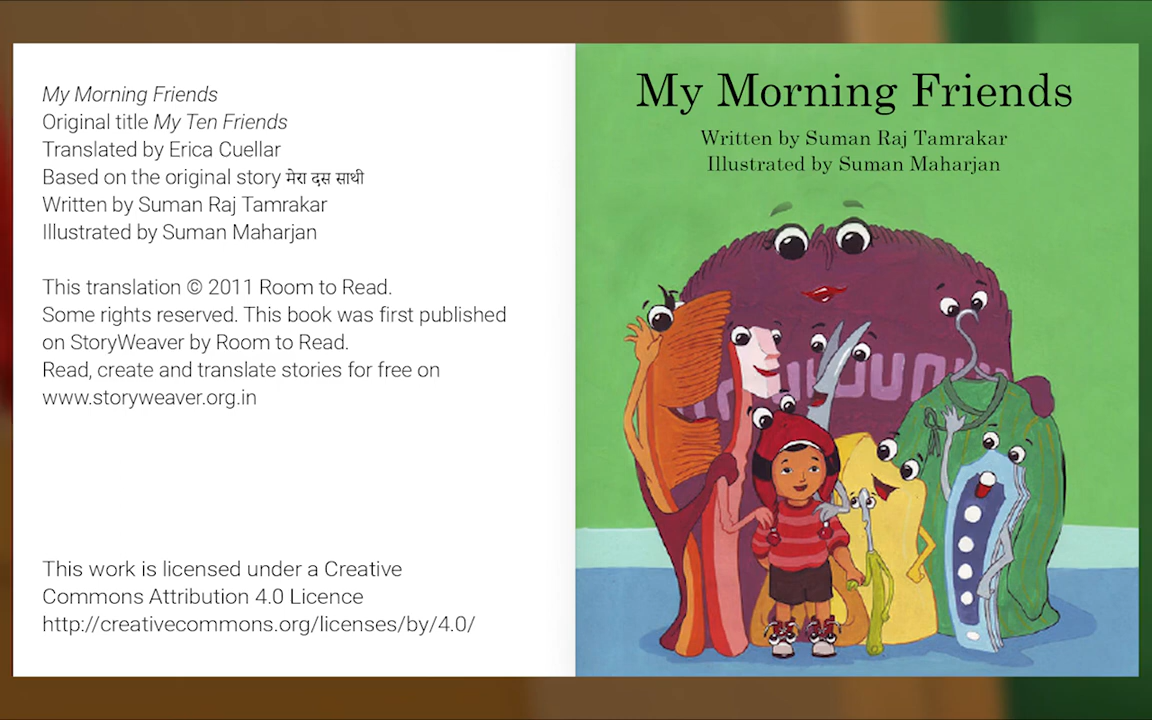 My Morning Friends
Original title My Ten Friends
Translated by Erica Cuellar
Based on the original story मेरा दस साथी
Written by Suman Raj Tamrakar
Illustrated by Suman Maharjan
This translation © 2011 Room to Read.
Some rights reserved. This book was first published
on StoryWeaver by Room to Read.
Read, create and translate stories for free on
www.storyweaver.org.in
This work is licensed under a Creative
Commons Attribution 4.0 Licence
http://creativecommons.org/licenses/by/4.0/
My Morning Friends
Written by Suman Raj Tamrakar
Illustrated by Suman Maharjan